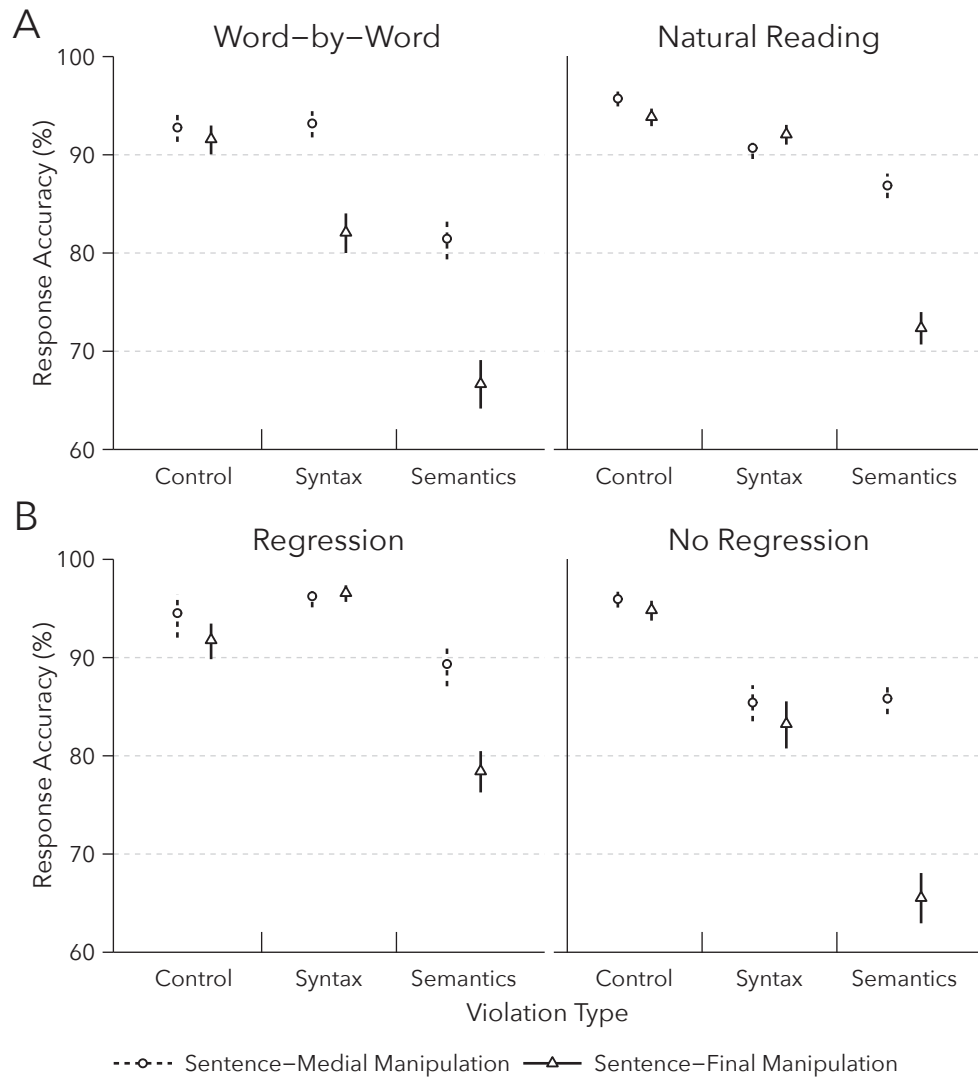 A
Word–by–Word
Natural Reading
Response Accuracy (%)
100
90
80
70
60
Control
Syntax
Semantics
Control
Syntax
Semantics
B
Regression
No Regression
Response Accuracy (%)
100
90
80
70
60
Control
Syntax
Semantics
Control
Syntax
Semantics
Violation Type
Sentence–Medial Manipulation
Sentence–Final Manipulation